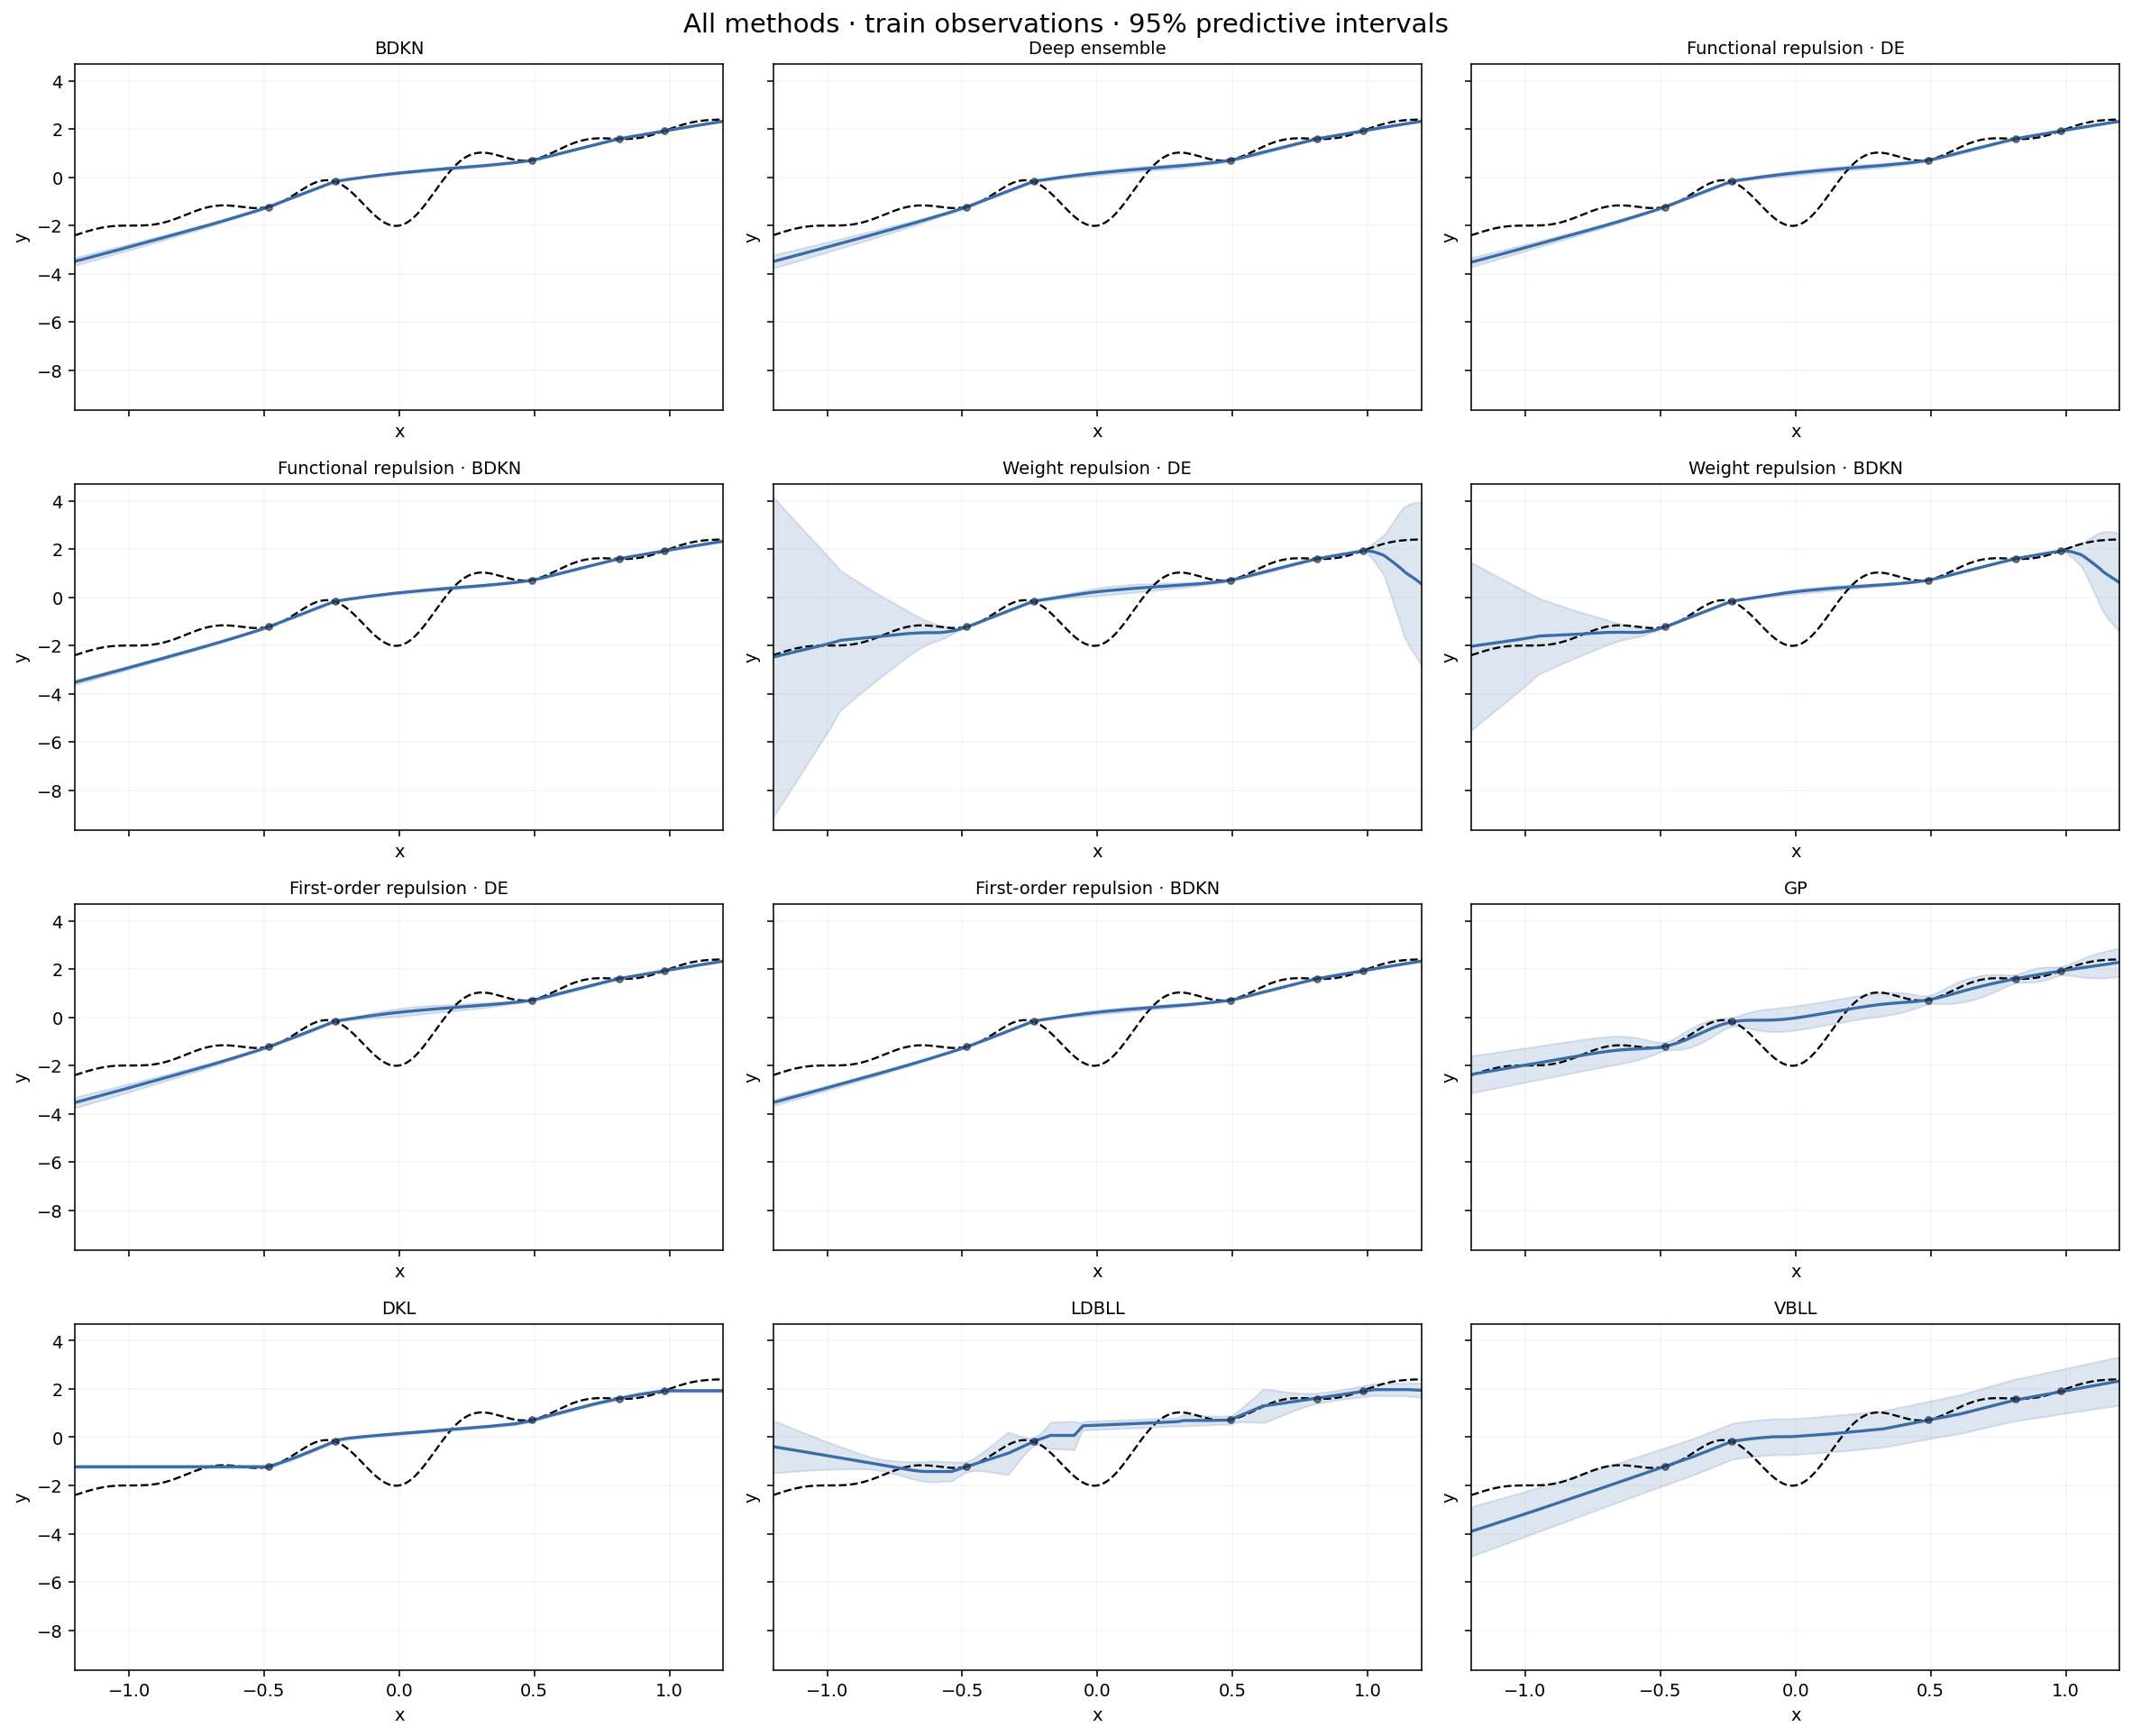 All methods · train observations · 95% predictive intervals
BDKN
Deep ensemble
Functional repulsion · DE
4
2
0
−2
−4
−6
−8
y
y
y
x
x
x
Functional repulsion · BDKN
Weight repulsion · DE
Weight repulsion · BDKN
4
2
0
−2
−4
−6
−8
y
y
y
x
x
x
First-order repulsion · DE
First-order repulsion · BDKN
GP
4
2
0
−2
−4
−6
−8
y
y
y
x
x
x
DKL
LDBLL
VBLL
4
2
0
−2
−4
−6
−8
y
y
y
−1.0 −0.5 0.0 0.5 1.0
−1.0 −0.5 0.0 0.5 1.0
−1.0 −0.5 0.0 0.5 1.0
x
x
x